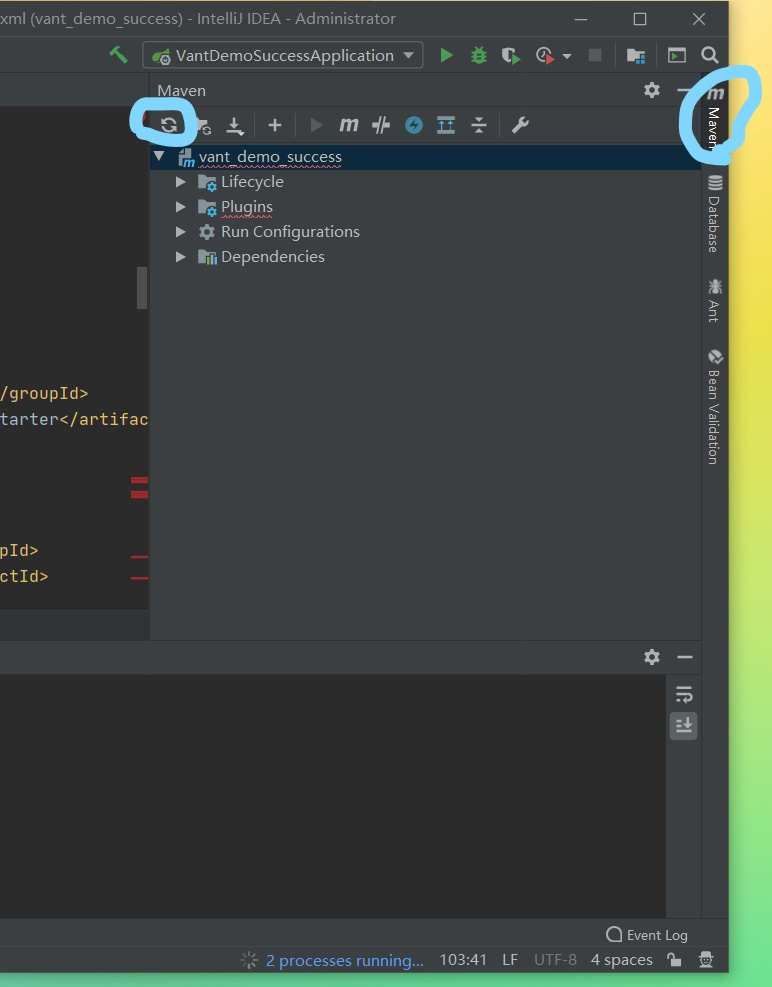 xml (vant_demo_success) - IntelliJ IDEA - Administrator
VantDemoSuccessApplication
Maven
m
Maven
vant_demo_success
Lifecycle
Plugins
Run Configurations
Dependencies
Database
Ant
Bean Validation
/groupId>
tarter</artifac
pId>
ctId>
Event Log
2 processes running... 103:41 LF UTF-8 4 spaces